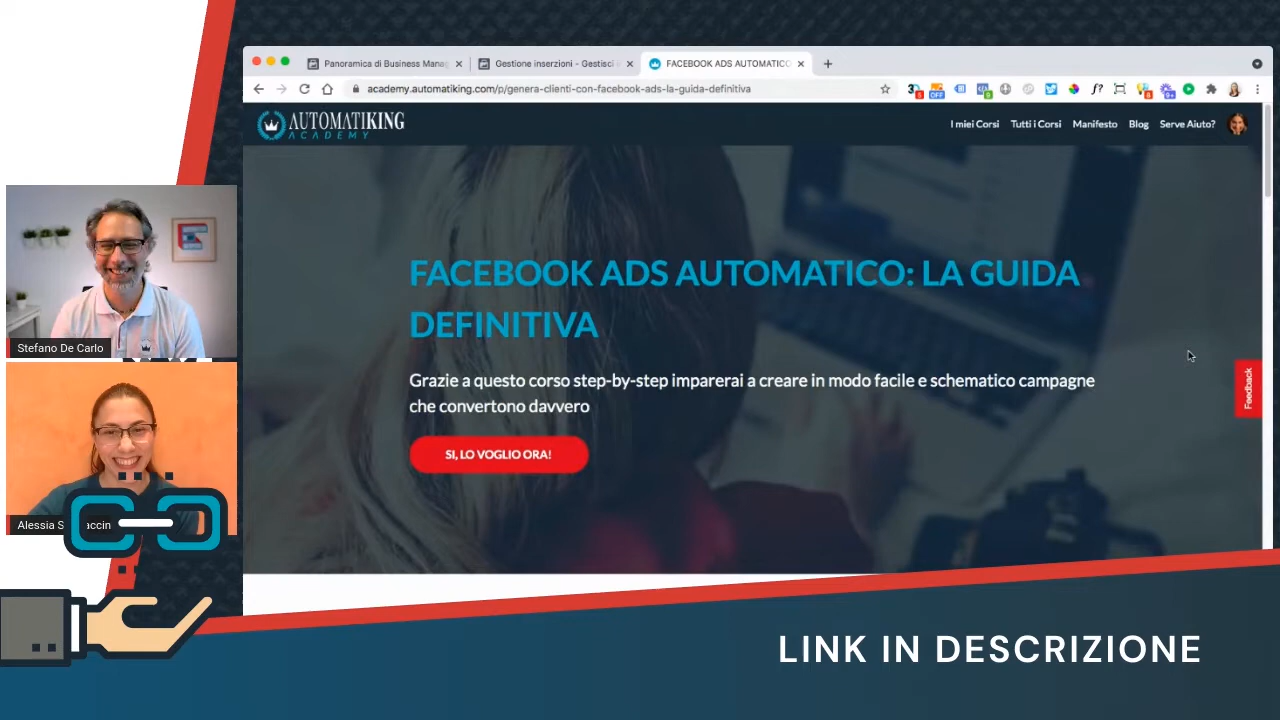 Panoramica di Business Manag
Gestione inserzioni - Gestisci
FACEBOOK ADS AUTOMATICO
academy.automatiking.com/p/genera-clienti-con-facebook-ads-la-guida-definitiva
AUTOMATIKING
ACADEMY
I miei Corsi
Tutti i Corsi
Manifesto
Blog
Serve Aiuto?
FACEBOOK ADS AUTOMATICO: LA GUIDA
DEFINITIVA
Grazie a questo corso step-by-step imparerai a creare in modo facile e schematico campagne
che convertono davvero
SI, LO VOGLIO ORA!
Feedback
Stefano De Carlo
Alessia S
accin
LINK IN DESCRIZIONE